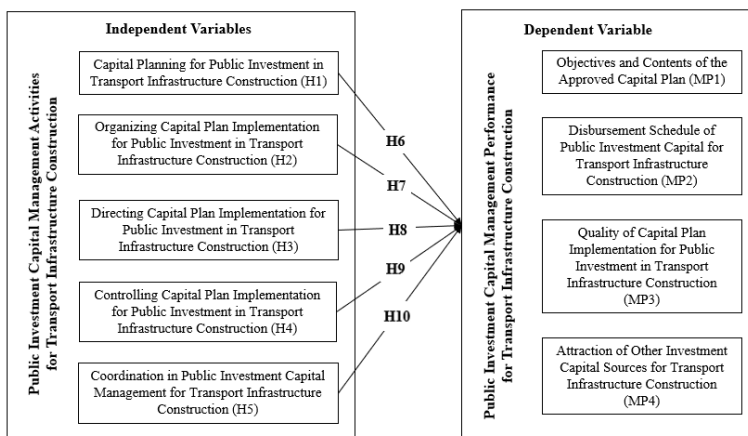 Independent Variables
Public Investment Capital Management Activities
for Transport Infrastructure Construction
Capital Planning for Public Investment in
Transport Infrastructure Construction (H1)
Organizing Capital Plan Implementation
for Public Investment in Transport
Infrastructure Construction (H2)
Directing Capital Plan Implementation for
Public Investment in Transport
Infrastructure Construction (H3)
Controlling Capital Plan Implementation
for Public Investment in Transport
Infrastructure Construction (H4)
Coordination in Public Investment Capital
Management for Transport Infrastructure
Construction (H5)
H6
H7
H8
H9
H10
Dependent Variable
Public Investment Capital Management Performance
for Transport Infrastructure Construction
Objectives and Contents of the
Approved Capital Plan (MP1)
Disbursement Schedule of
Public Investment Capital for
Transport Infrastructure
Construction (MP2)
Quality of Capital Plan
Implementation for Public
Investment in Transport
Infrastructure Construction
(MP3)
Attraction of Other Investment
Capital Sources for Transport
Infrastructure Construction
(MP4)